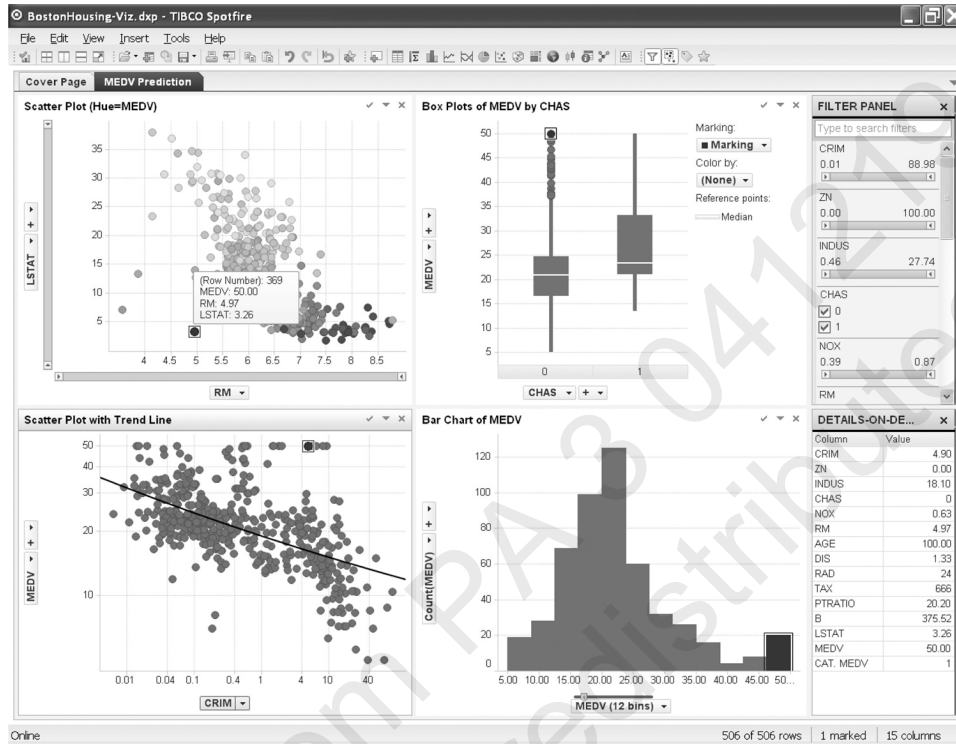 BostonHousing-Viz.dxp - TIBCO Spotfire
File Edit View Insert Tools Help
Cover Page MEDV Prediction
Scatter Plot (Hue=MEDV)
LSTAT
35
30
25
20
15
10
5
(Row Number): 369
MEDV: 50.00
RM: 4.97
LSTAT: 3.26
4 4.5 5 5.5 6 6.5 7 7.5 8 8.5
RM
Box Plots of MEDV by CHAS
MEDV
50
45
40
35
30
25
20
15
10
5
0 1
CHAS +
Marking:
Marking
Color by:
(None)
Reference points:
Median
FILTER PANEL
Type to search filters
CRIM
0.01 88.98
ZN
0.00 100.00
INDUS
0.46 27.74
CHAS
0
1
NOX
0.39 0.87
RM
Scatter Plot with Trend Line
MEDV
50
40
30
20
10
0.01 0.04 0.1 0.4 1 4 10 40
CRIM
Bar Chart of MEDV
Count(MEDV)
120
100
80
60
40
20
0
5.00 10.00 15.00 20.00 25.00 30.00 35.00 40.00 45.00 50...
MEDV (12 bins)
DETAILS-ON-DE...
Column Value
CRIM 4.90
ZN 0.00
INDUS 18.10
CHAS 0
NOX 0.63
RM 4.97
AGE 100.00
DIS 1.33
RAD 24
TAX 666
PTRATIO 20.20
B 375.52
LSTAT 3.26
MEDV 50.00
CAT. MEDV 1
Online 506 of 506 rows 1 marked 15 columns